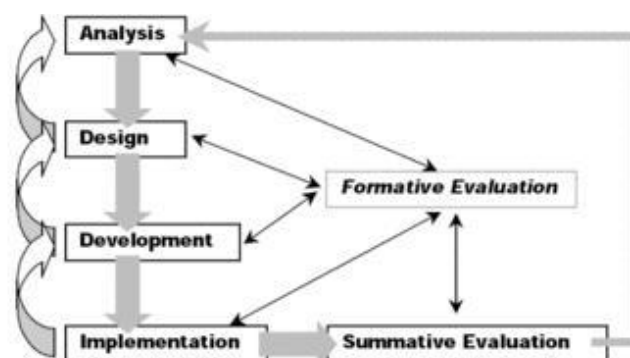 Analysis
Design
Formative Evaluation
Development
Implementation
Summative Evaluation